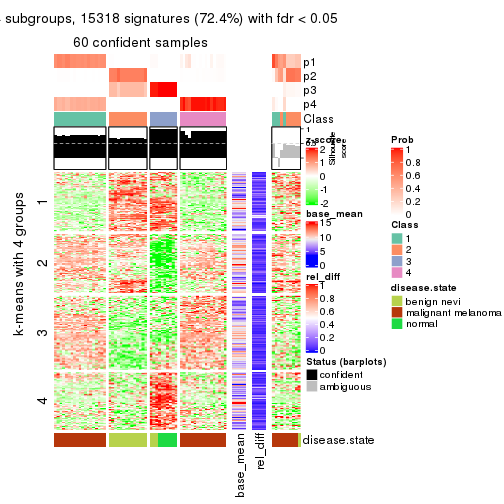 subgroups, 15318 signatures (72.4%) with fdr < 0.05
60 confident samples
p1
p2
p3
p4
Class
1
0.5
0
silhouette
score
z-score
2
1
0
-1
-2
base_mean
15
10
5
0
rel_diff
1
0.8
0.6
0.4
0.2
0
Status (barplots)
confident
ambiguous
Prob
1
0.8
0.6
0.4
0.2
0
Class
1
2
3
4
disease.state
benign nevi
malignant melanoma
normal
k-means with 4 groups
1
2
3
4
disease.state
base_mean
rel_diff